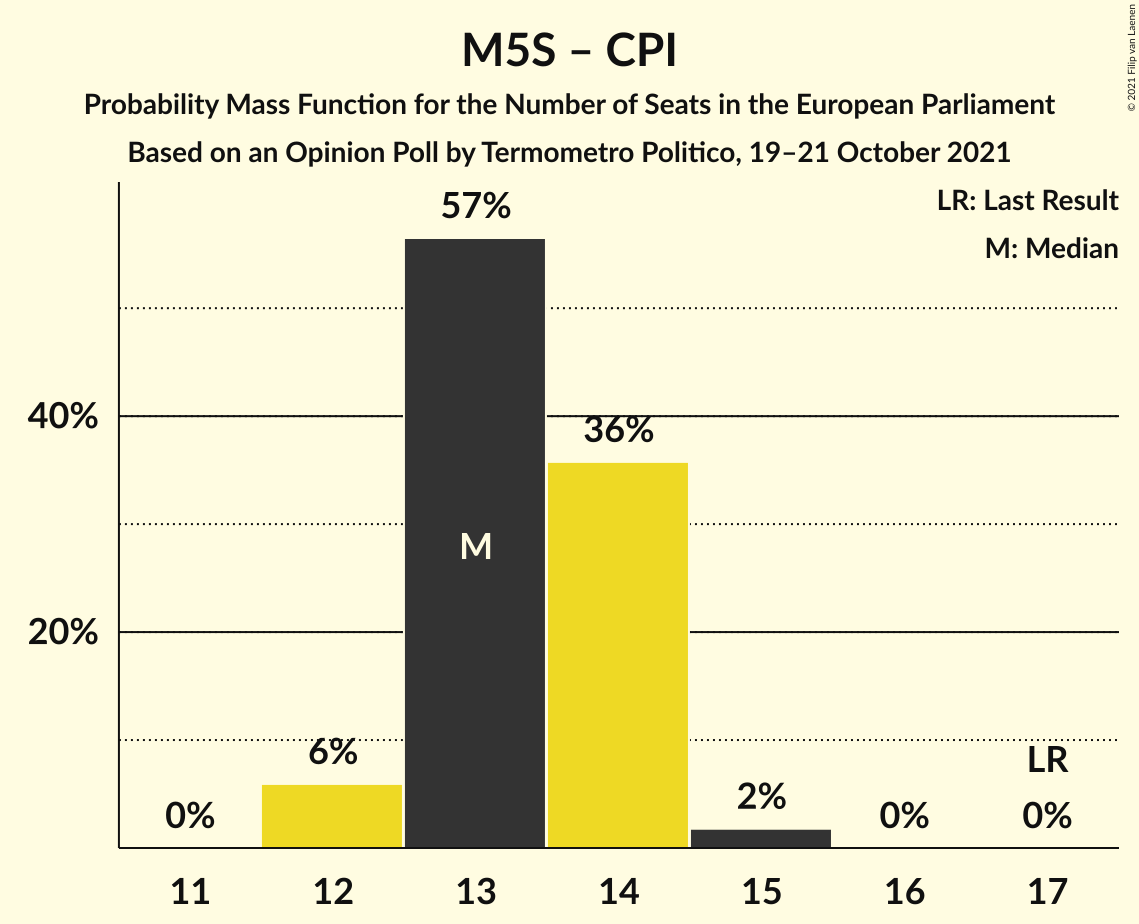 M5S – CPI
Probability Mass Function for the Number of Seats in the European Parliament
Based on an Opinion Poll by Termometro Politico, 19–21 October 2021
© 2021 Filip van Laenen
LR: Last Result
M: Median
57%
40%
36%
M
20%
6%
LR
2%
0%
0%
0%
11 12 13 14 15 16 17